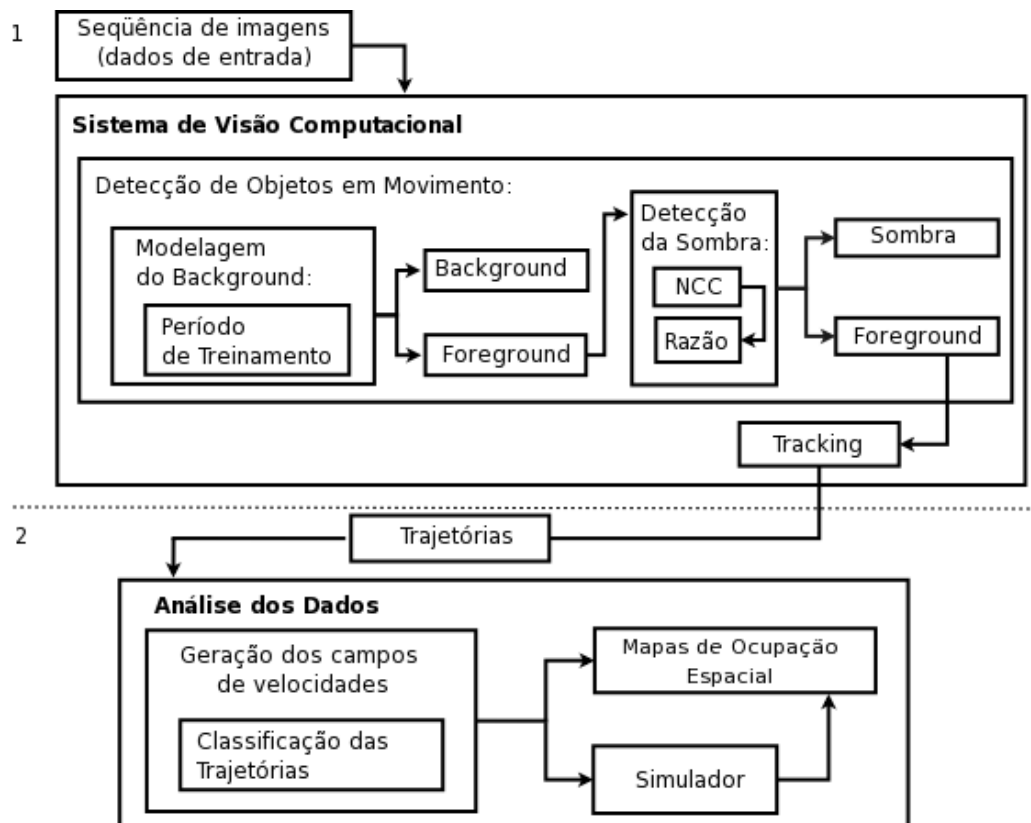 1
Seqüência de imagens
(dados de entrada)
Sistema de Visão Computacional
Detecção de Objetos em Movimento:
Modelagem
do Background:
Período
de Treinamento
Background
Foreground
Detecção
da Sombra:
NCC
Razão
Sombra
Foreground
Tracking
2
Trajetórias
Análise dos Dados
Geração dos campos
de velocidades
Classificação das
Trajetórias
Mapas de Ocupação
Espacial
Simulador